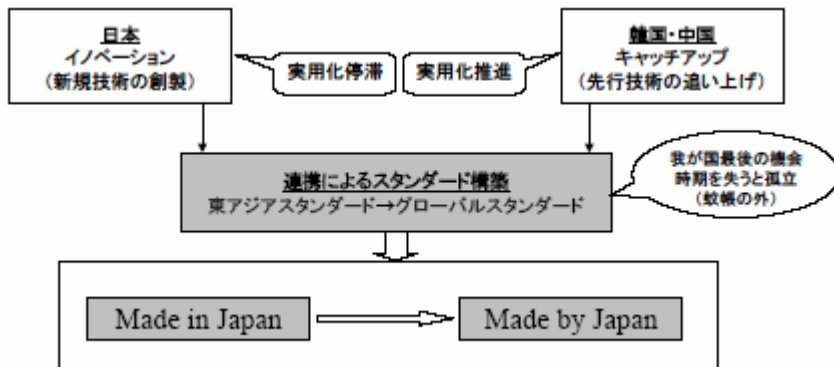 日本
イノベーション
(新規技術の創製)
実用化停滞
実用化推進
韓国・中国
キャッチアップ
(先行技術の追い上げ)
連携によるスタンダード構築
東アジアスタンダード→グローバルスタンダード
我が国最後の機会
時期を失うと孤立
(蚊帳の外)
Made in Japan
Made by Japan